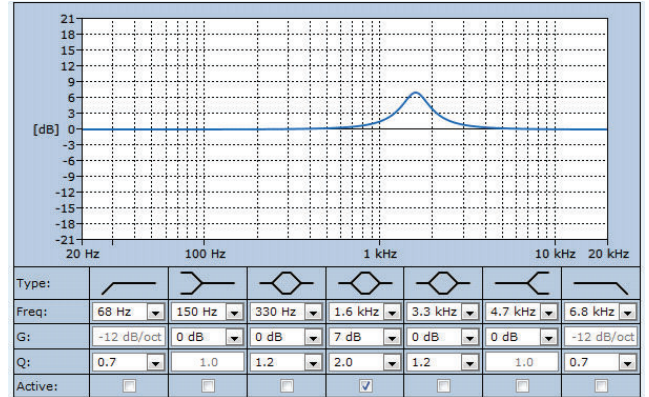 21
18
15
12
9
6
3
[dB] 0
-3
-6
-9
-12
-15
-18
-21
20 Hz 100 Hz 1 kHz 10 kHz 20 kHz
Type:
Freq: 68 Hz 150 Hz 330 Hz 1.6 kHz 3.3 kHz 4.7 kHz 6.8 kHz
G: -12 dB/oct 0 dB 0 dB 7 dB 0 dB 0 dB -12 dB/oct
Q: 0.7 1.0 1.2 2.0 1.2 1.0 0.7
Active: